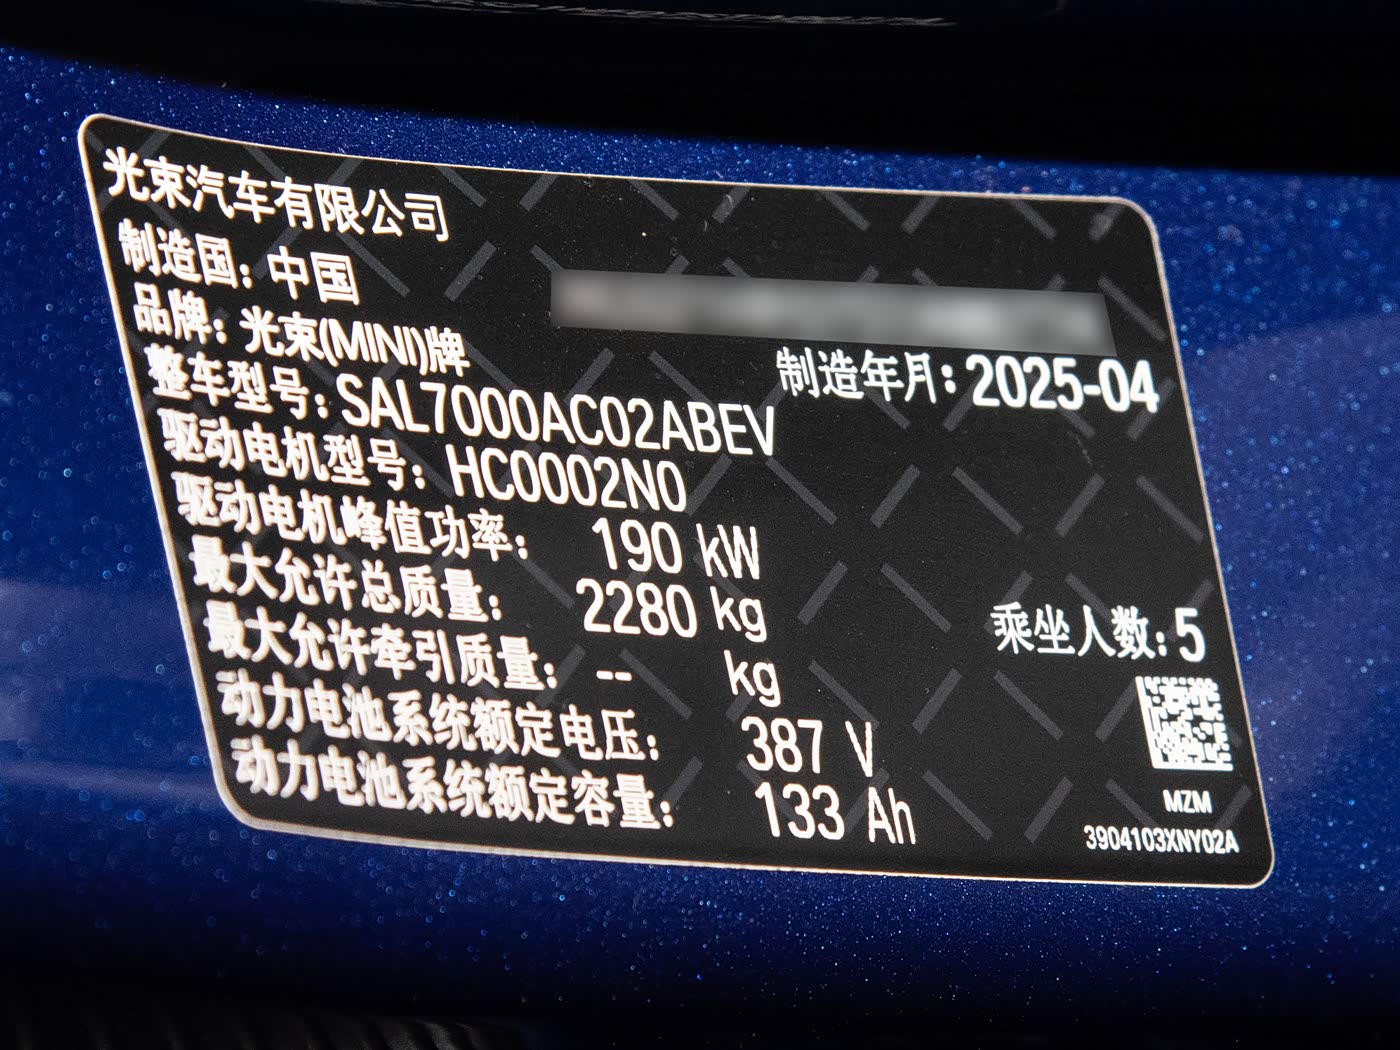 光束汽车有限公司
制造国：中国
品牌：光束(MINI)牌
制造年月：2025-04
整车型号：SAL7000AC02ABEV
驱动电机型号：HC0002N0
驱动电机峰值功率：190 kW
最大允许总质量：2280 kg
乘坐人数：5
最大允许牵引质量：-- kg
动力电池系统额定电压：387 V
动力电池系统额定容量：133 Ah
MZM
3904103XNY02A